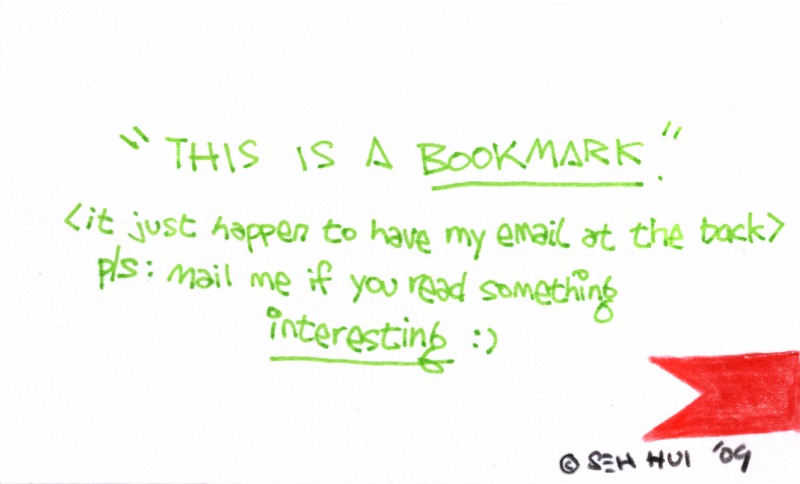 "THIS IS A BOOKMARK."
<it just happen to have my email at the back>
p/s: mail me if you read something
interesting :)
© SEH HUI '09